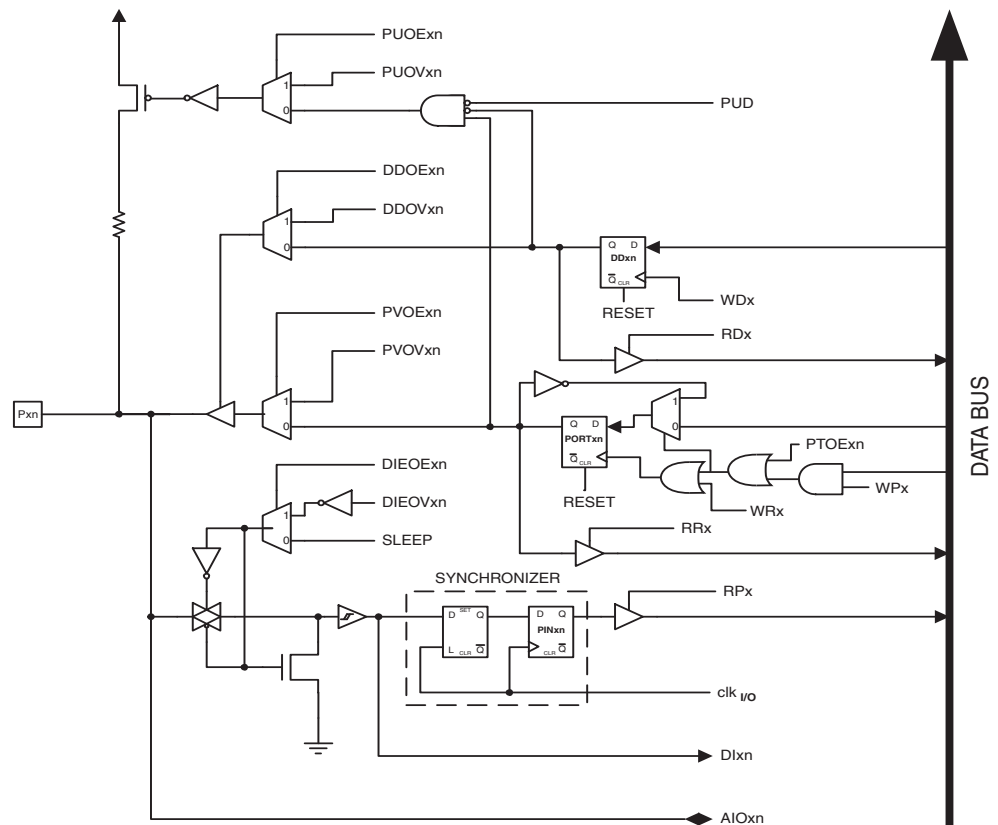 PUOExn
PUOVxn
1
0
PUD
DDOExn
DDOVxn
1
0
Q D
DDxn
Q CLR
WDx
RESET
RDx
PVOExn
PVOVxn
1
0
Pxn
1
0
Q D
PORTxn
Q CLR
PTOExn
WPx
RESET
WRx
RRx
DATA BUS
DIEOExn
DIEOVxn
1
0
SLEEP
SYNCHRONIZER
RPx
D SET Q
L CLR Q
D Q
PINxn
CLR Q
clk I/O
DIxn
AIOxn